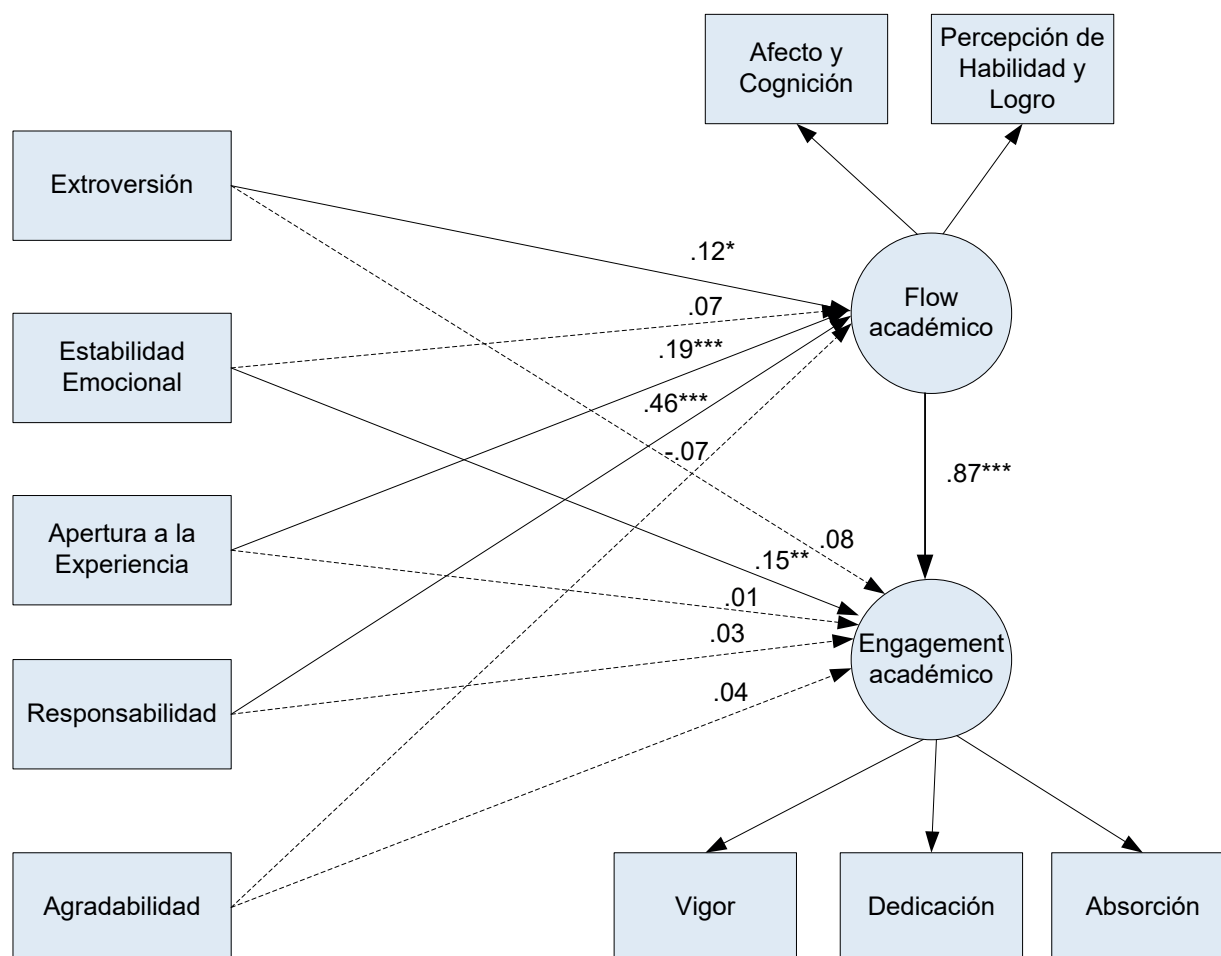 Afecto y
Cognición
Percepción de
Habilidad y
Logro
Extroversión
.12*
Flow
académico
.07
Estabilidad
Emocional
.19***
.46***
-.07
.87***
Apertura a la
Experiencia
.08
.15**
.01
.03
Engagement
académico
.04
Responsabilidad
Agradabilidad
Vigor
Dedicación
Absorción